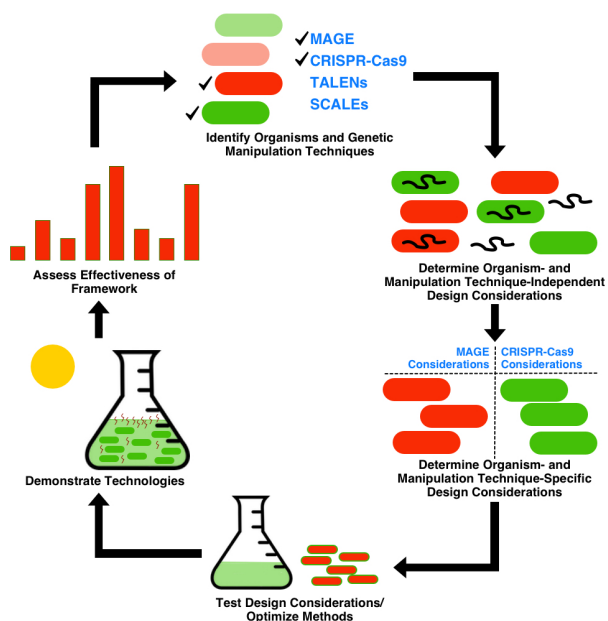 MAGE
CRISPR-Cas9
TALENs
SCALEs
Identify Organisms and Genetic
Manipulation Techniques
Determine Organism- and
Manipulation Technique-Independent
Design Considerations
MAGE
Considerations
CRISPR-Cas9
Considerations
Determine Organism- and
Manipulation Technique-Specific
Design Considerations
Test Design Considerations/
Optimize Methods
Demonstrate Technologies
Assess Effectiveness of
Framework